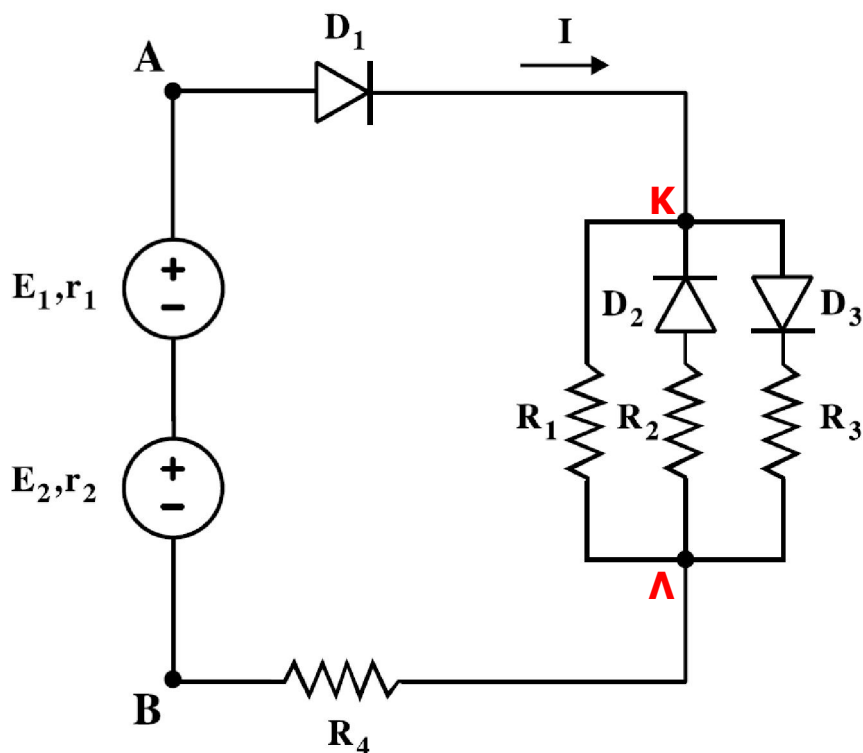 D₁
I
A
K
E₁,r₁
+
−
D₂
D₃
R₁
R₂
R₃
E₂,r₂
+
−
Λ
B
R₄